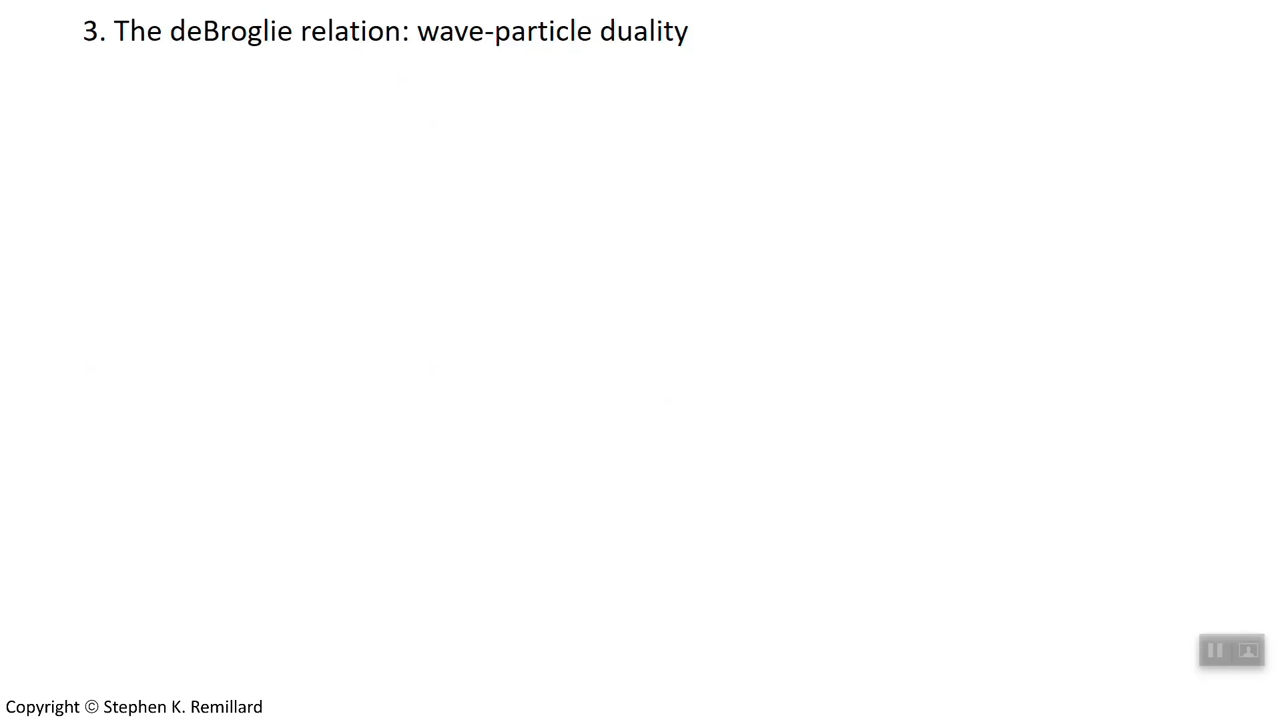 3. The deBroglie relation: wave-particle duality
Copyright © Stephen K. Remillard